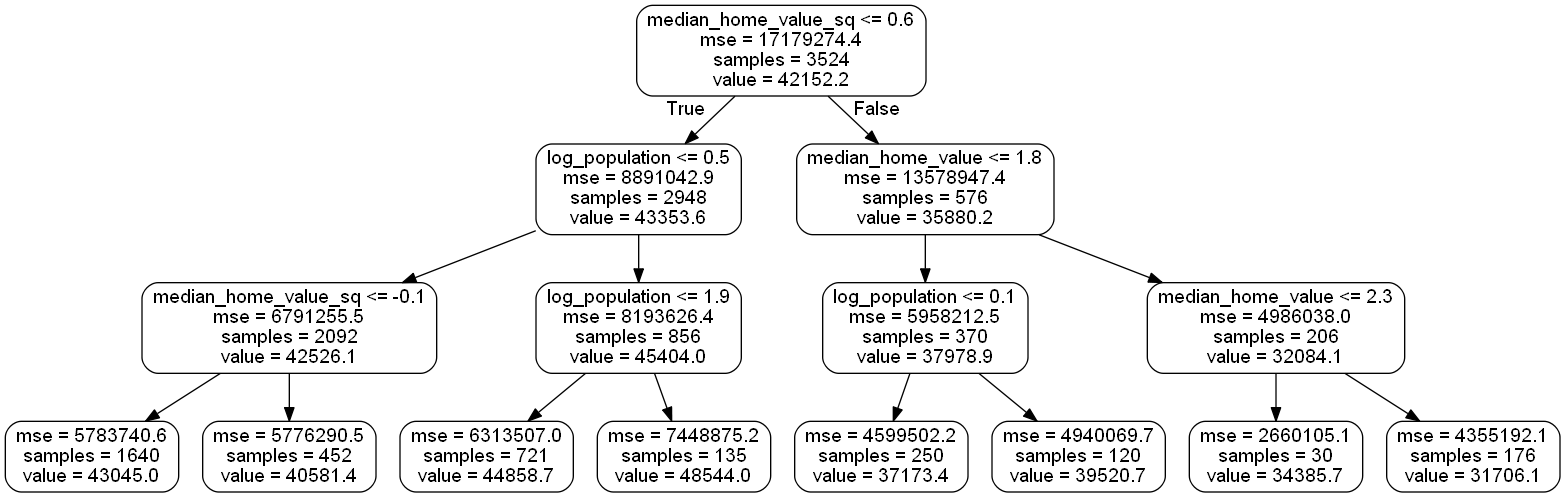 median_home_value_sq <= 0.6
mse = 17179274.4
samples = 3524
value = 42152.2
True
False
log_population <= 0.5
mse = 8891042.9
samples = 2948
value = 43353.6
median_home_value <= 1.8
mse = 13578947.4
samples = 576
value = 35880.2
median_home_value_sq <= -0.1
mse = 6791255.5
samples = 2092
value = 42526.1
log_population <= 1.9
mse = 8193626.4
samples = 856
value = 45404.0
log_population <= 0.1
mse = 5958212.5
samples = 370
value = 37978.9
median_home_value <= 2.3
mse = 4986038.0
samples = 206
value = 32084.1
mse = 5783740.6
samples = 1640
value = 43045.0
mse = 5776290.5
samples = 452
value = 40581.4
mse = 6313507.0
samples = 721
value = 44858.7
mse = 7448875.2
samples = 135
value = 48544.0
mse = 4599502.2
samples = 250
value = 37173.4
mse = 4940069.7
samples = 120
value = 39520.7
mse = 2660105.1
samples = 30
value = 34385.7
mse = 4355192.1
samples = 176
value = 31706.1